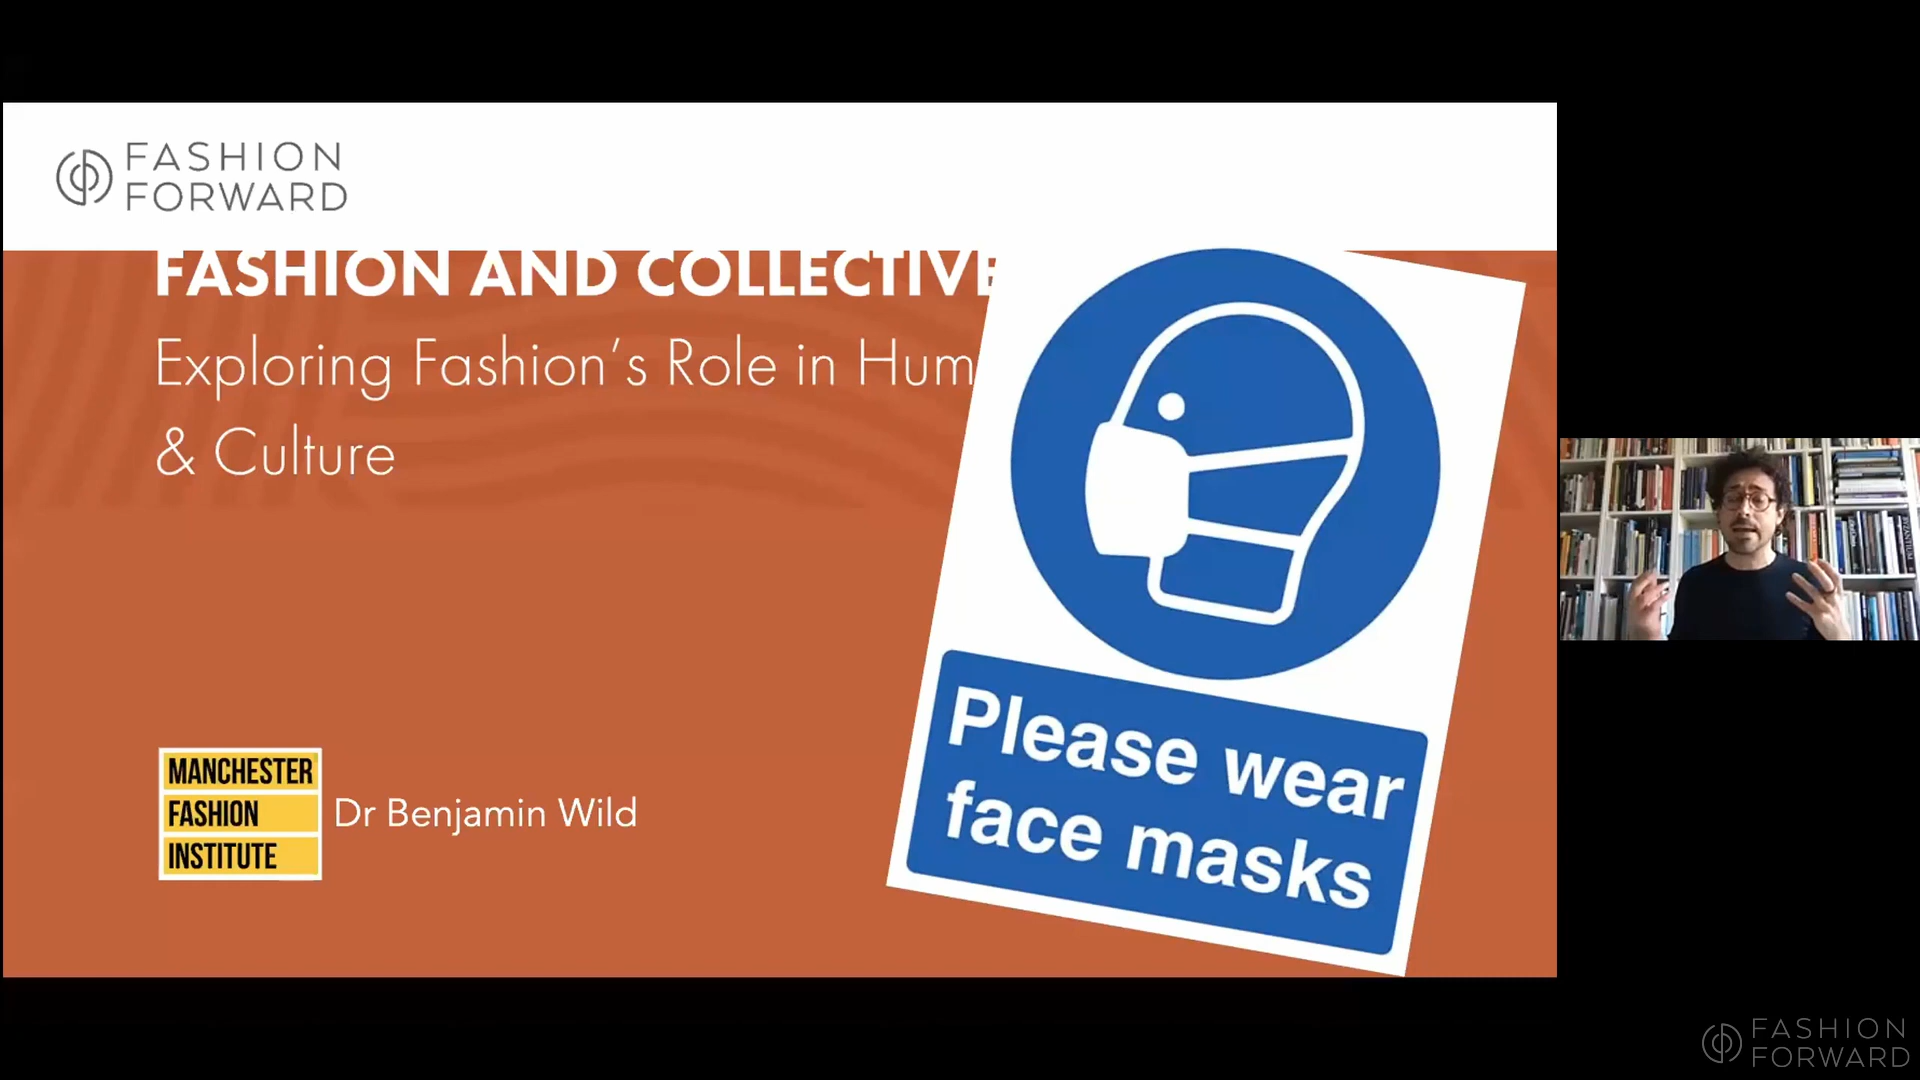 FASHION
FORWARD
FASHION AND COLLECTIVE
Exploring Fashion’s Role in Hum
& Culture
Please wear
face masks
MANCHESTER
FASHION
INSTITUTE
Dr Benjamin Wild
BYZANTIUM
FASHION
FORWARD